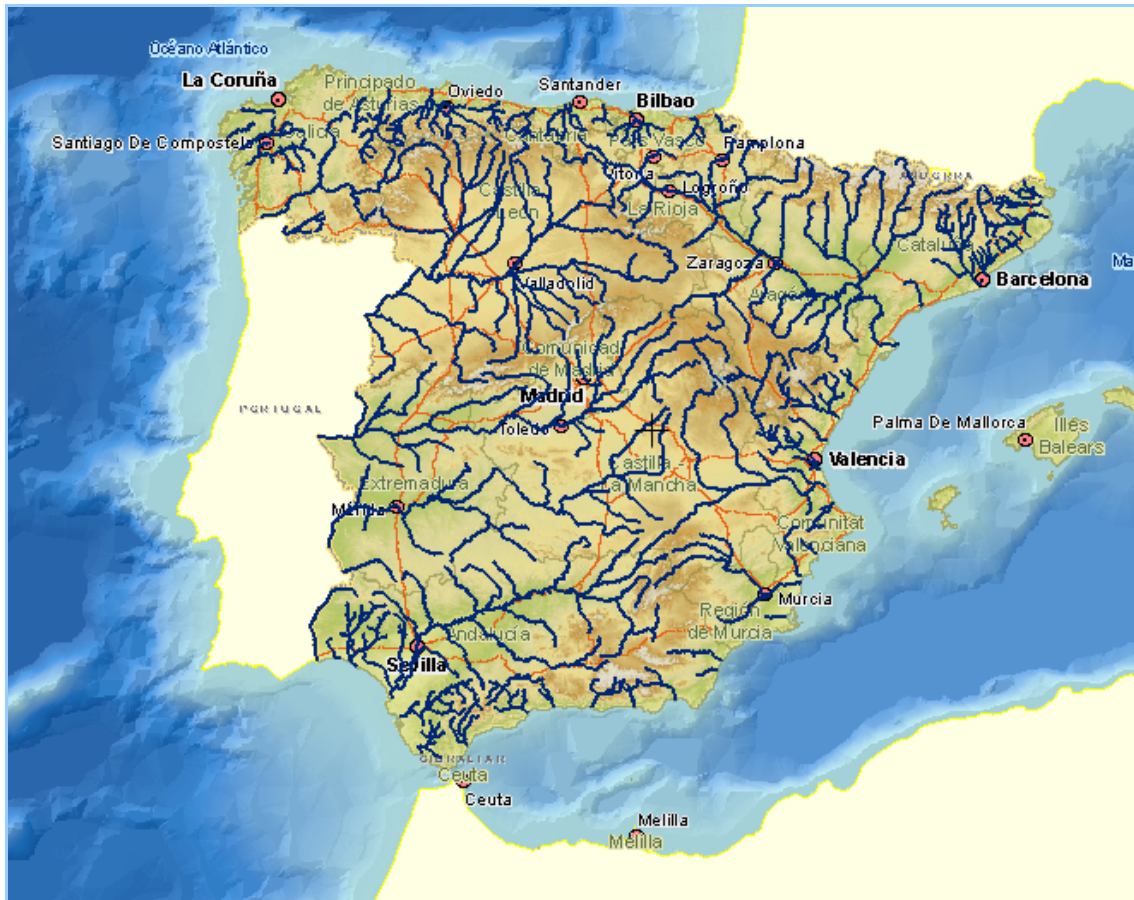 Océano Atlántico
La Coruña
Principado
de Asturias
Oviedo
Santander
Bilbao
Galicia
Cantabria
País Vasco
Santiago De Compostela
Pamplona
Vitoria
Logroño
La Rioja
ANDORRA
Castilla
León
Cataluña
Zaragoza
Barcelona
Ma
Valladolid
Aragón
Comunidad
de Madrid
Madrid
PORTUGAL
Toledo
Palma De Mallorca
Illes
Balears
Valencia
Castilla -
La Mancha
Extremadura
Mérida
Comunitat
Valenciana
Murcia
Región
de Murcia
Andalucía
Sevilla
GIBRALTAR
Ceuta
Ceuta
Melilla
Melilla